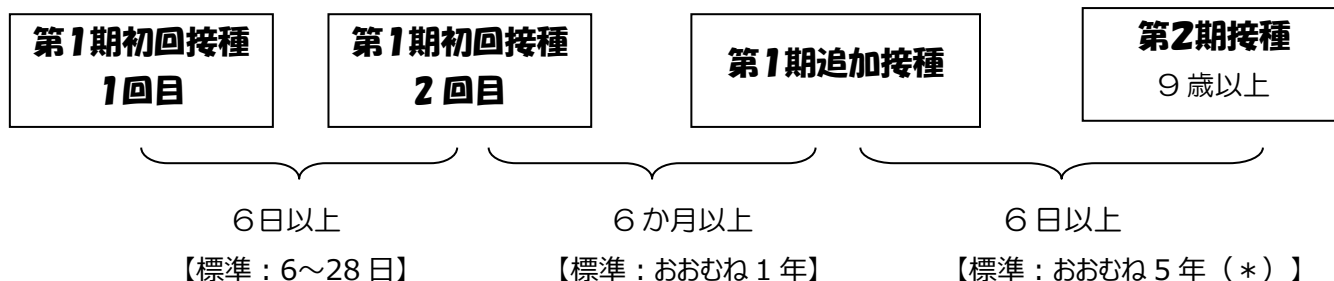 第1期初回接種
1回目
第1期初回接種
2回目
第1期追加接種
第2期接種
9歳以上
6日以上
【標準：6～28日】
6か月以上
【標準：おおむね1年】
6日以上
【標準：おおむね5年（*）】